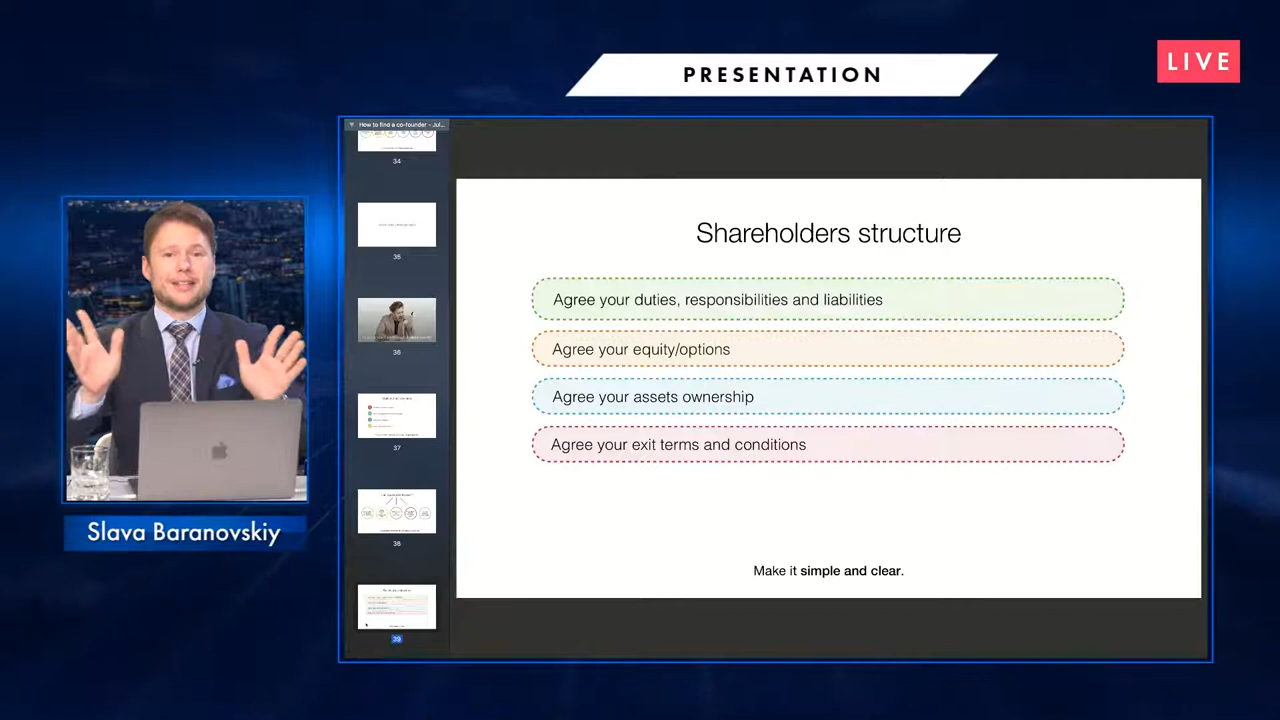 PRESENTATION
LIVE
How to find a co-founder - Jul...
34
36
37
38
39
Shareholders structure
Agree your duties, responsibilities and liabilities
Agree your equity/options
Agree your assets ownership
Agree your exit terms and conditions
Make it simple and clear.
Slava Baranovskiy